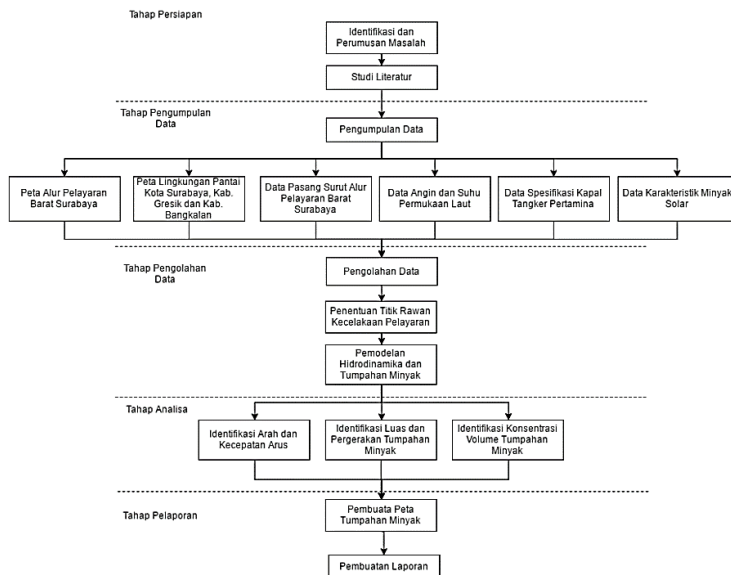 Tahap Persiapan
Identifikasi dan
Perumusan Masalah
Studi Literatur
Tahap Pengumpulan
Data
Pengumpulan Data
Peta Alur Pelayaran
Barat Surabaya
Peta Lingkungan Pantai
Kota Surabaya, Kab.
Gresik dan Kab.
Bangkalan
Data Pasang Surut Alur
Pelayaran Barat
Surabaya
Data Angin dan Suhu
Permukaan Laut
Data Spesifikasi Kapal
Tangker Pertamina
Data Karakteristik Minyak
Solar
Tahap Pengolahan
Data
Pengolahan Data
Penentuan Titik Rawan
Kecelakaan Pelayaran
Pemodelan
Hidrodinamika dan
Tumpahan Minyak
Tahap Analisa
Identifikasi Arah dan
Kecepatan Arus
Identifikasi Luas dan
Pergerakan Tumpahan
Minyak
Identifikasi Konsentrasi
Volume Tumpahan
Minyak
Tahap Pelaporan
Pembuata Peta
Tumpahan Minyak
Pembuatan Laporan